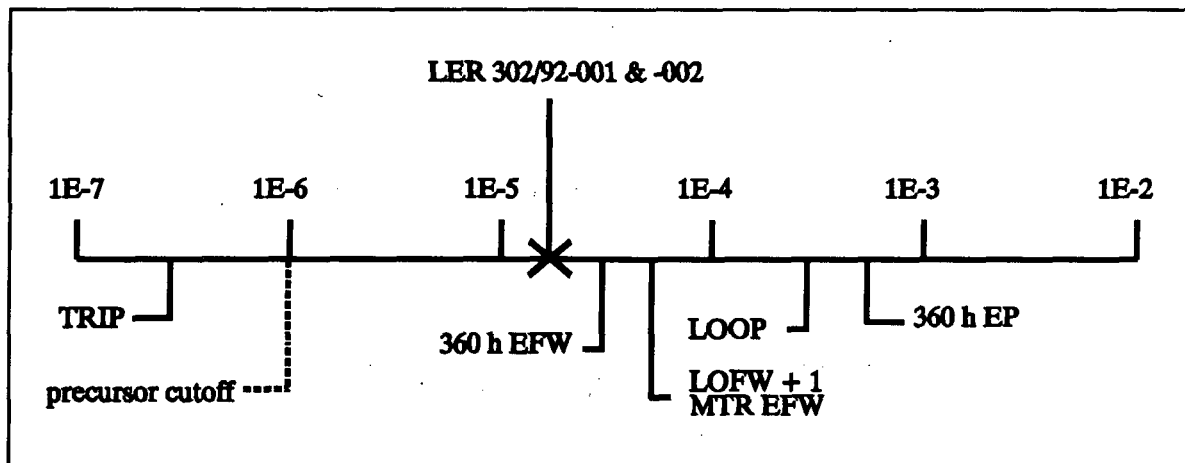 LER 302/92-001 & -002
1E-7 1E-6 1E-5 1E-4 1E-3 1E-2
TRIP
360 h EFW
LOOP
360 h EP
precursor cutoff
LOFW + 1
MTR EFW